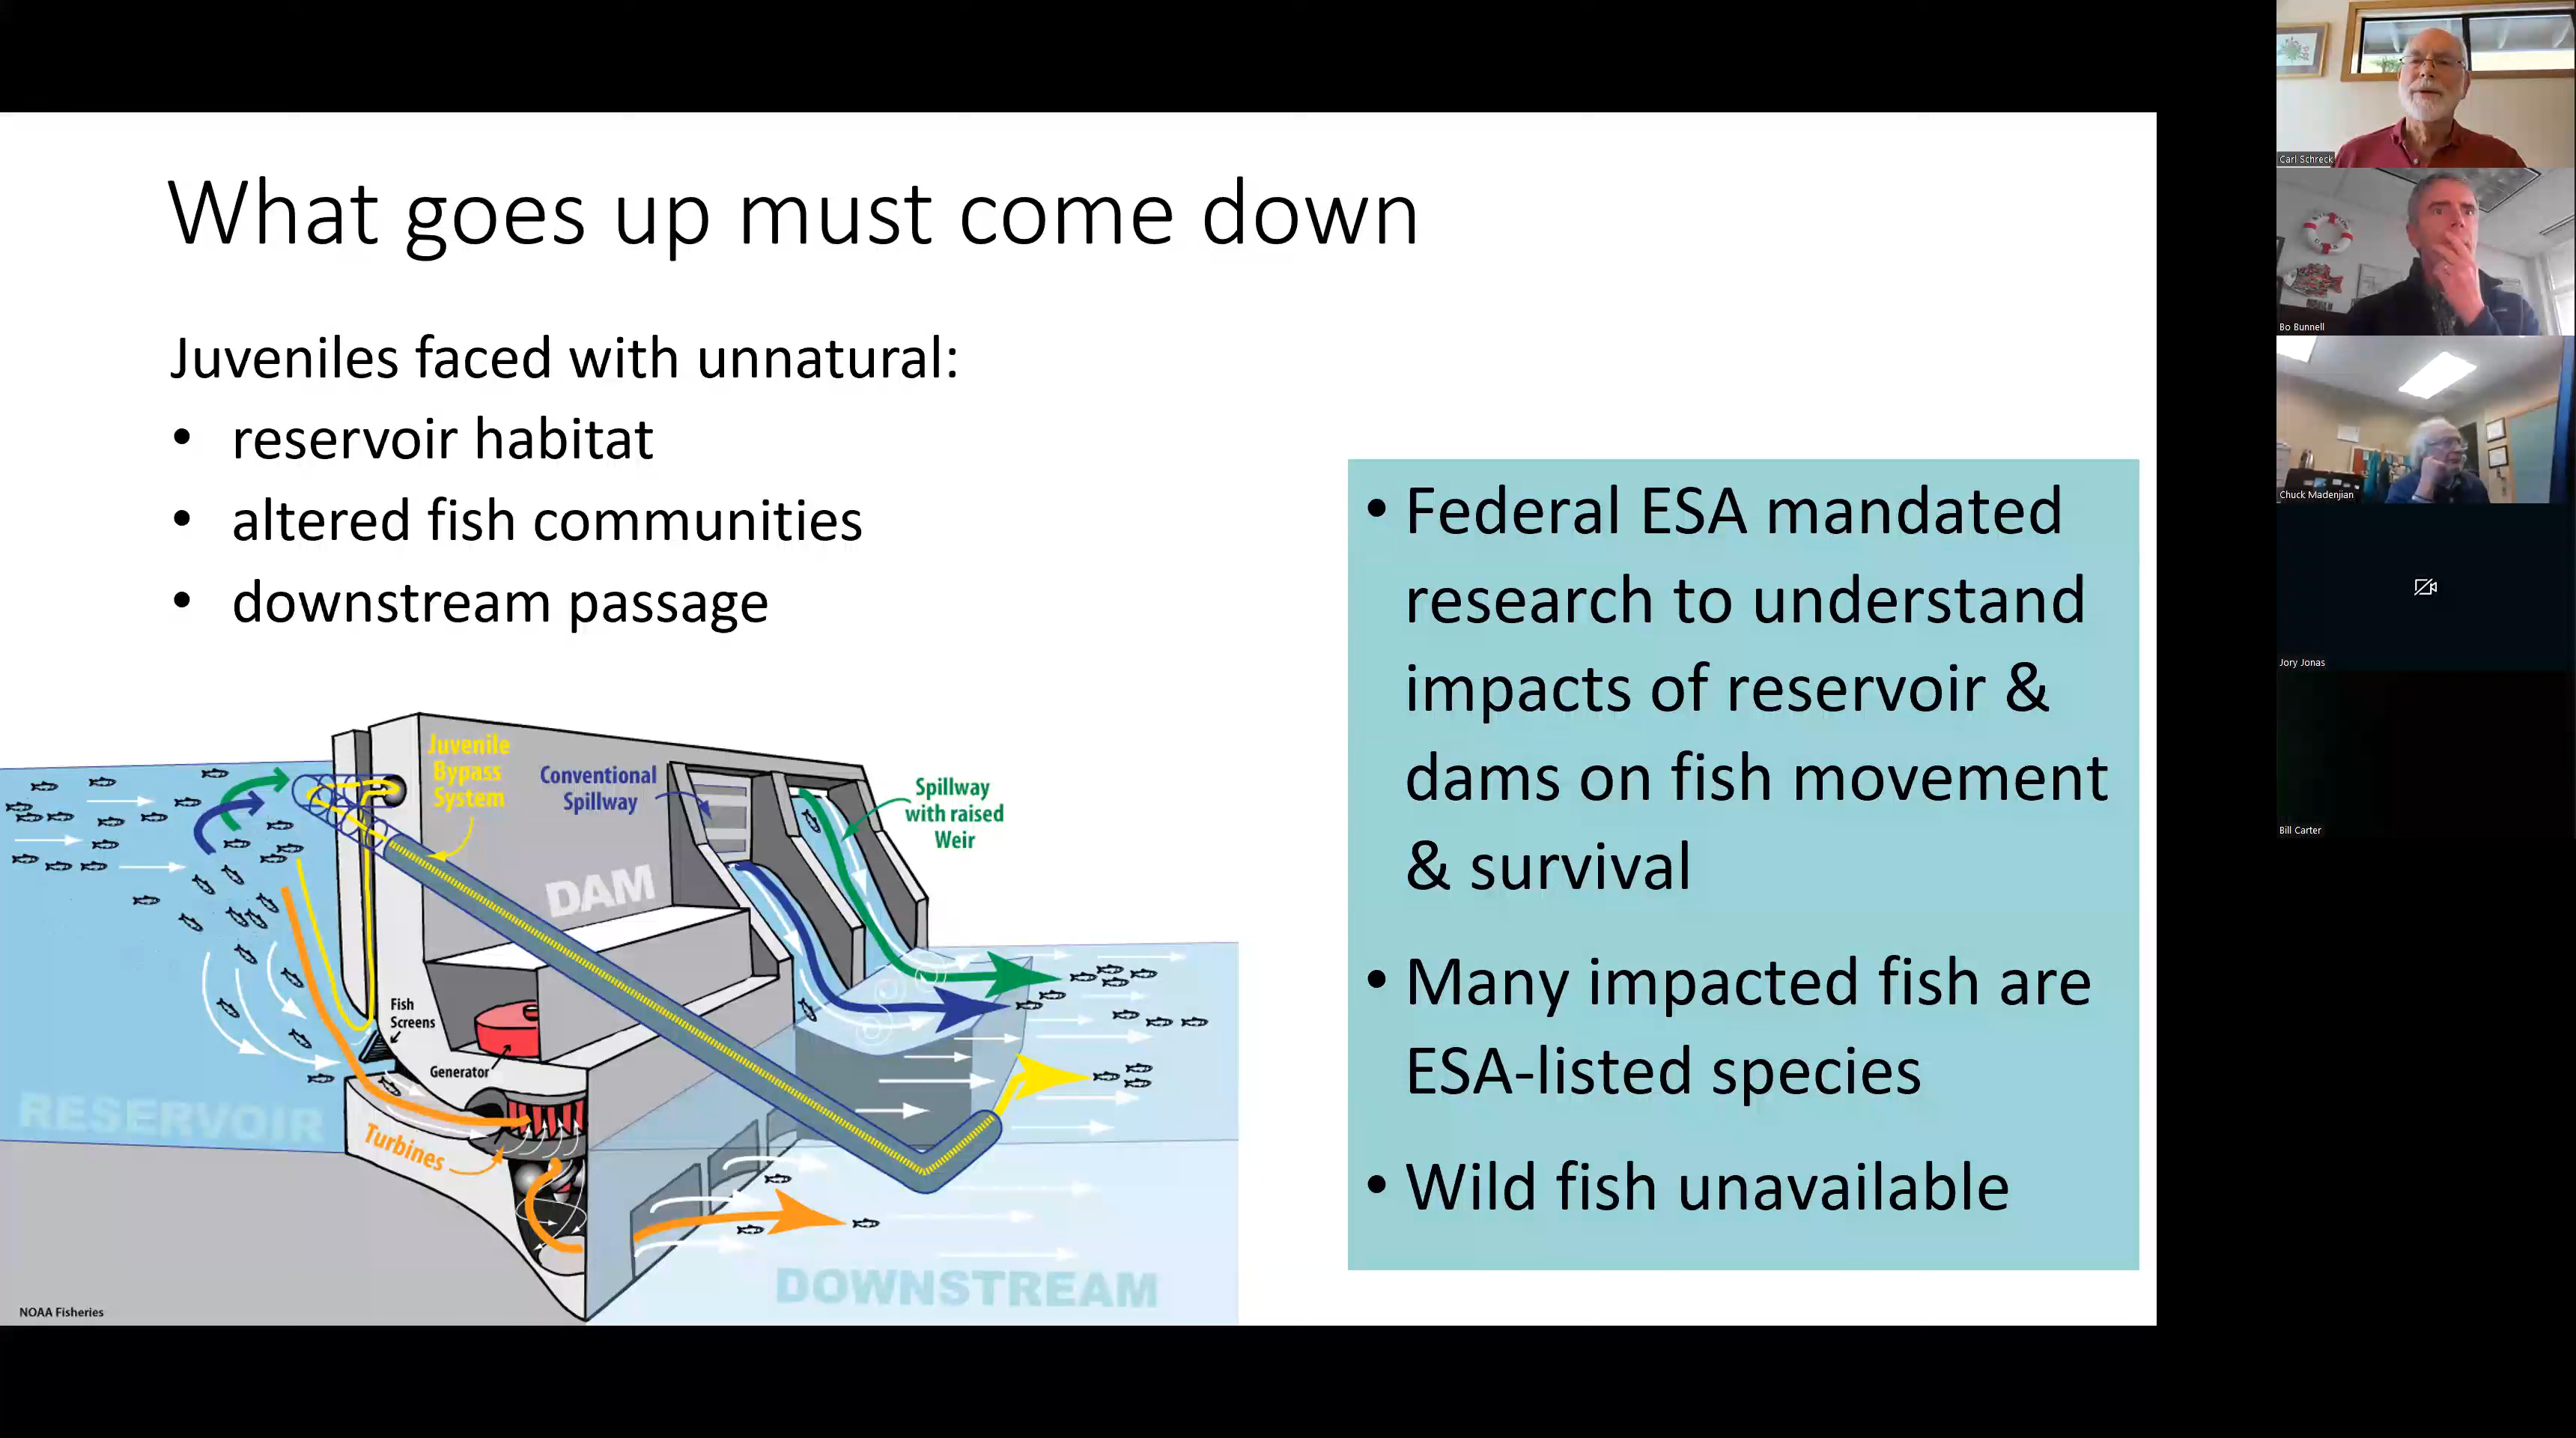 What goes up must come down
Juveniles faced with unnatural:
• reservoir habitat
• altered fish communities
• downstream passage
• Federal ESA mandated
research to understand
impacts of reservoir &
dams on fish movement
& survival
• Many impacted fish are
ESA-listed species
• Wild fish unavailable
Juvenile
Bypass
System
Conventional
Spillway
Spillway
with raised
Weir
DAM
Fish
Screens
Generator
RESERVOIR
Turbines
DOWNSTREAM
NOAA Fisheries
Carl Schreck
Bo Bunnell
Chuck Madenjian
Jory Jonas
Bill Carter